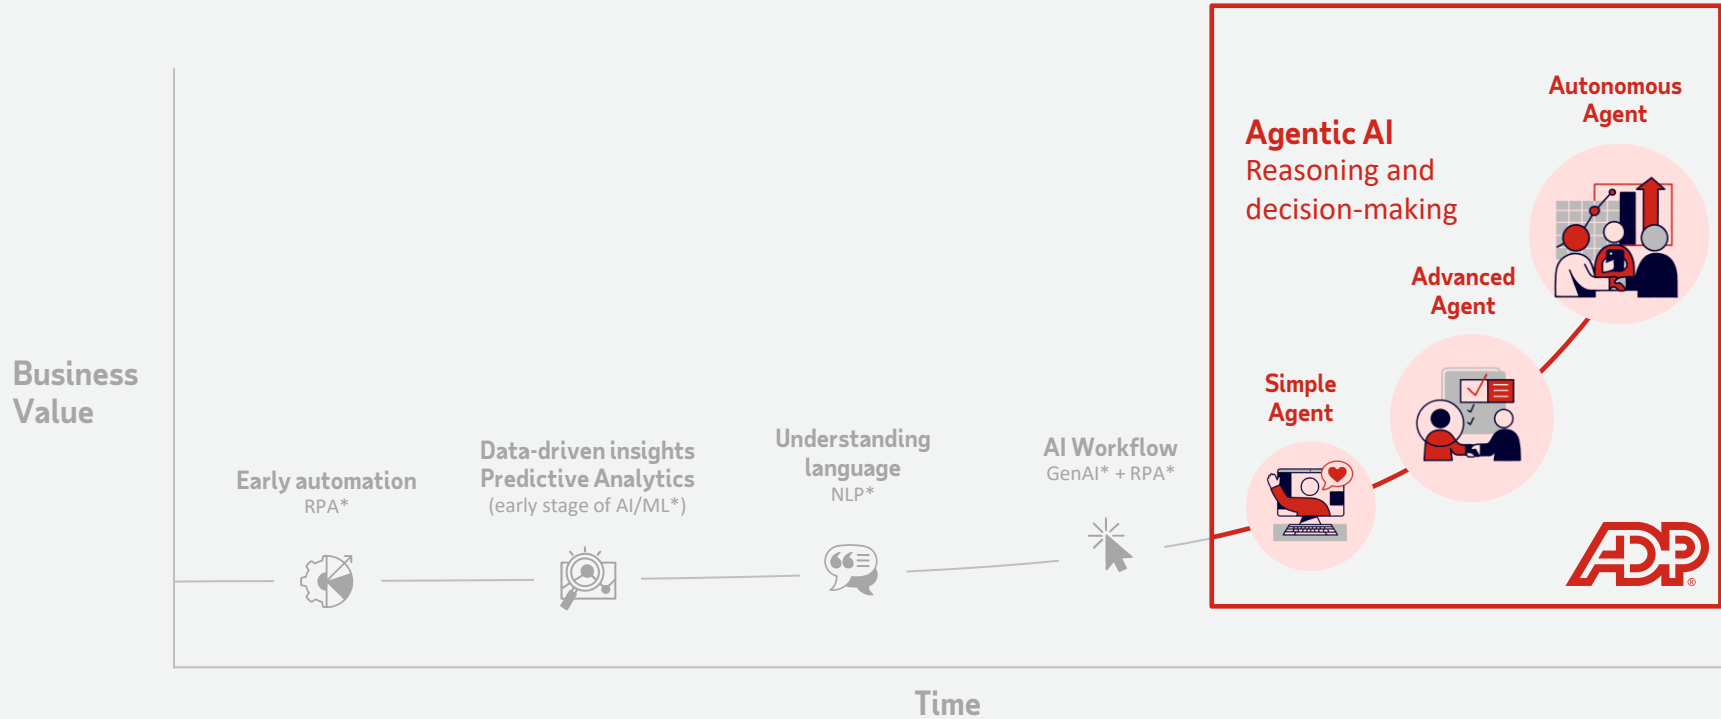 Business
Value
Early automation
RPA*
Data-driven insights
Predictive Analytics
(early stage of AI/ML*)
Understanding
language
NLP*
AI Workflow
GenAI* + RPA*
Agentic AI
Reasoning and
decision-making
Simple
Agent
Advanced
Agent
Autonomous
Agent
ADP®
Time